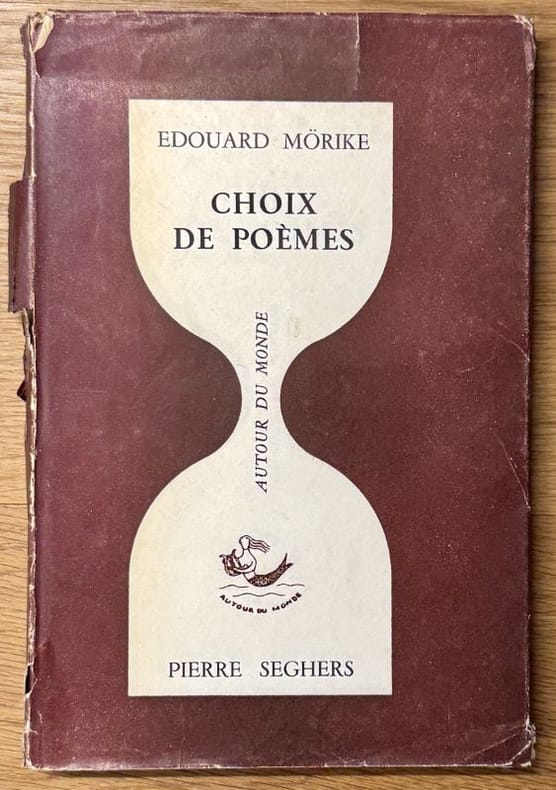 EDOUARD MÖRIKE
CHOIX
DE POÈMES
AUTOUR DU MONDE
AUTOUR DU MONDE
PIERRE SEGHERS